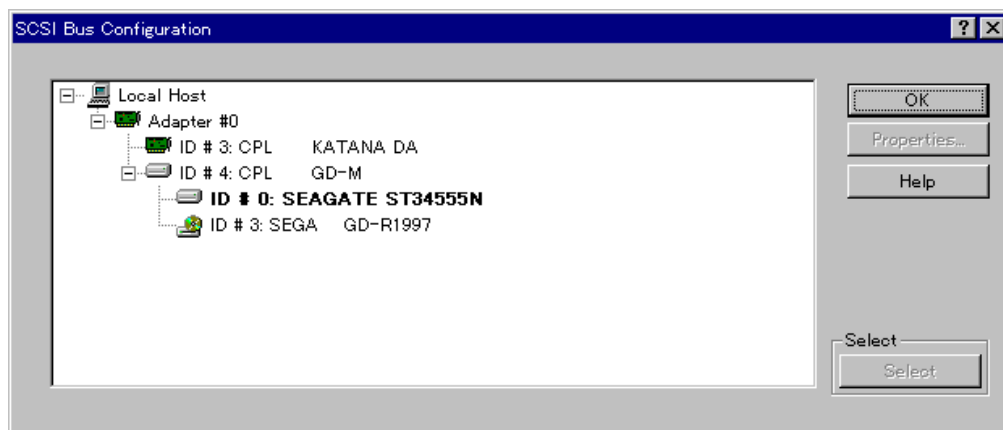 SCSI Bus Configuration
Local Host
Adapter #0
ID # 3: CPL KATANA DA
ID # 4: CPL GD-M
ID # 0: SEAGATE ST34555N
ID # 3: SEGA GD-R1997
OK
Properties...
Help
Select
Select